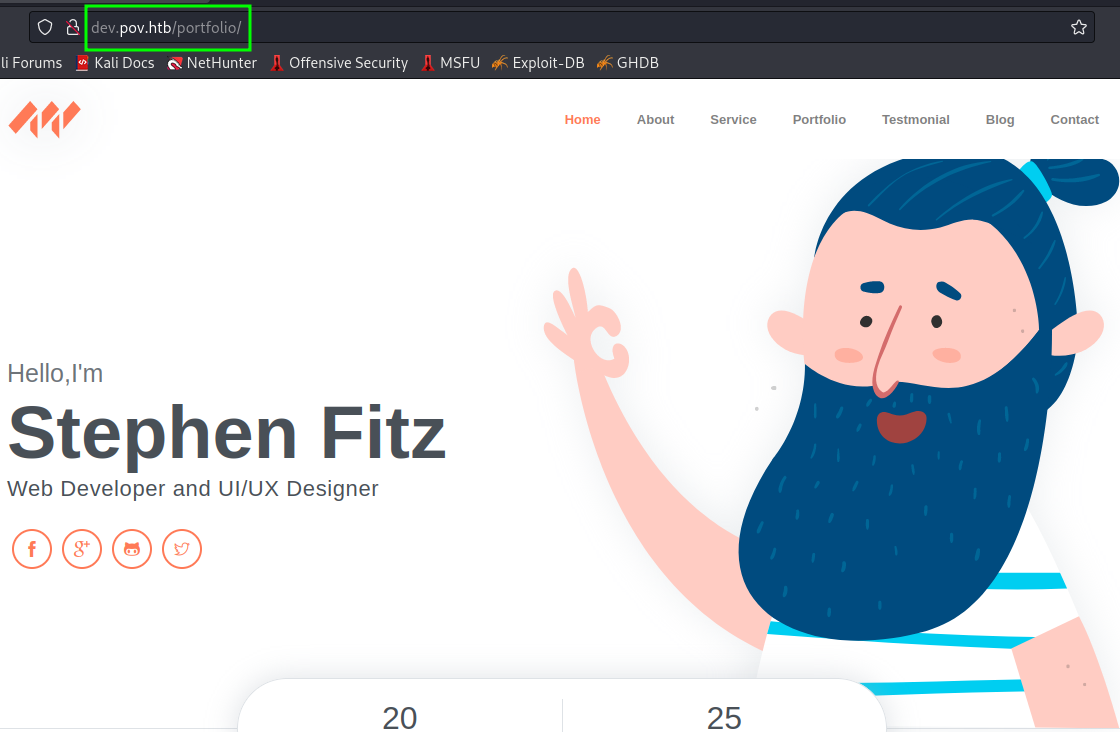 dev.pov.htb/portfolio/
li Forums Kali Docs NetHunter Offensive Security MSFU Exploit-DB GHDB
Home About Service Portfolio Testmonial Blog Contact
Hello,I'm
Stephen Fitz
Web Developer and UI/UX Designer
20 25